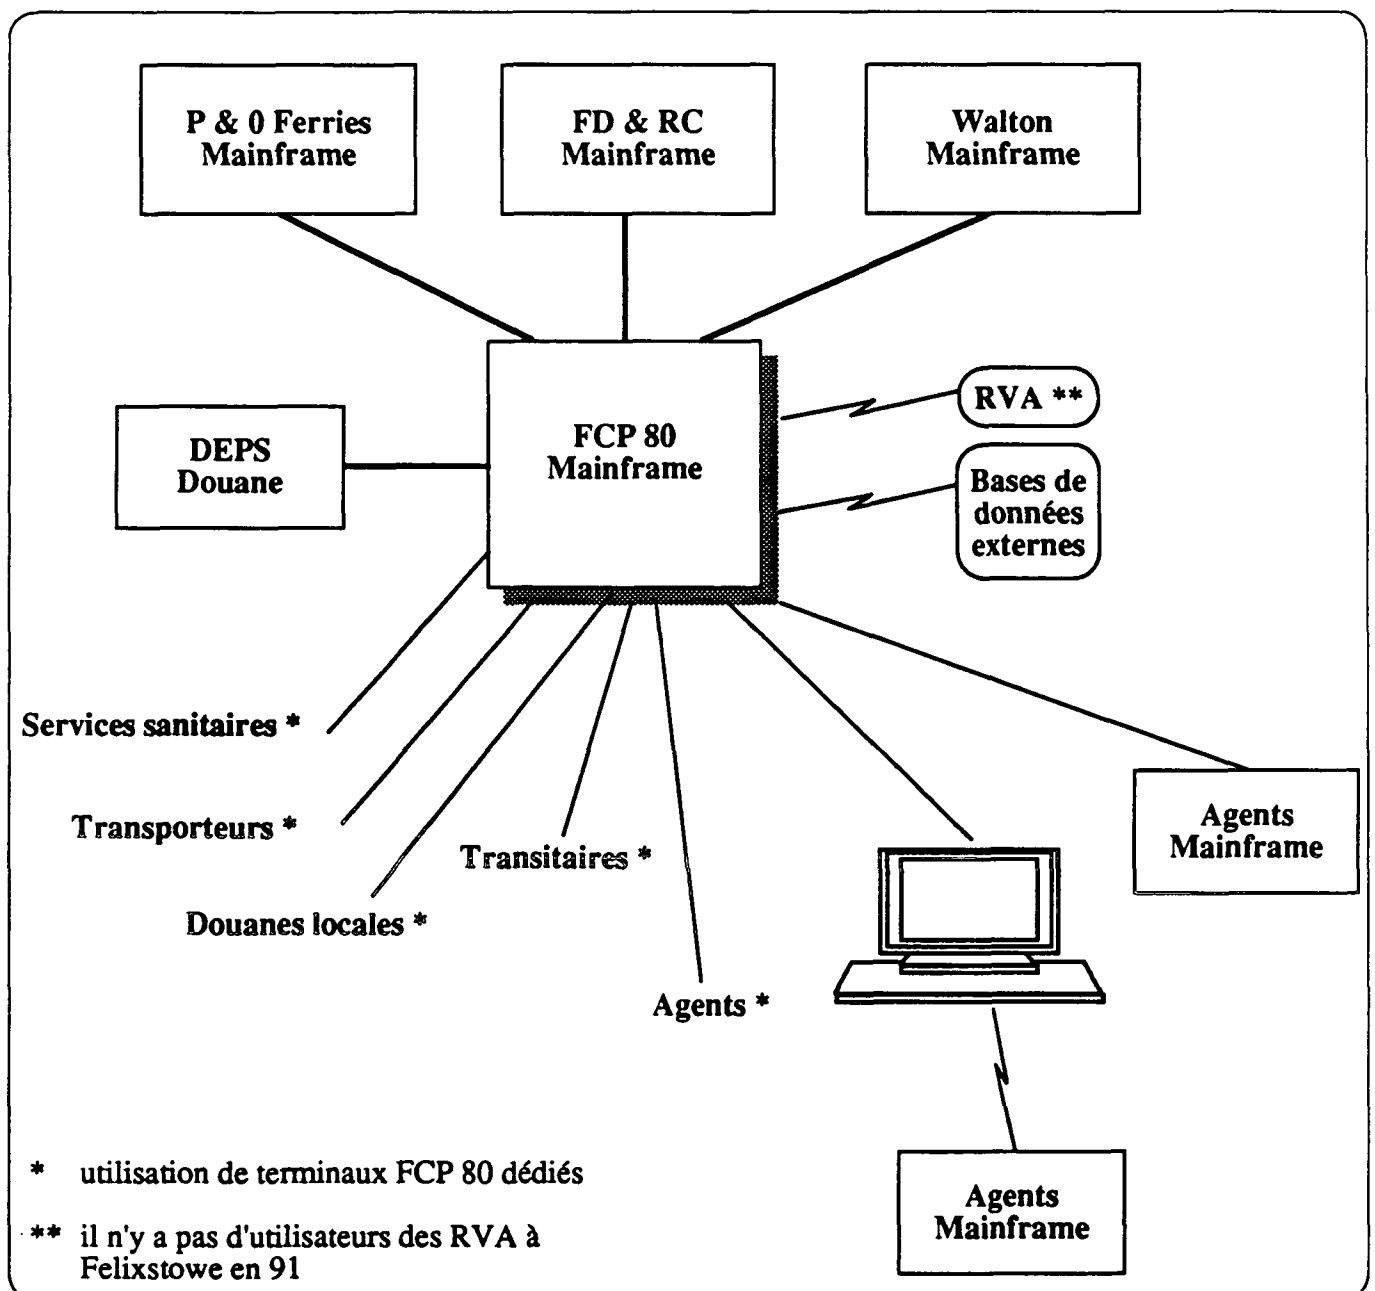 P & 0 Ferries
Mainframe
FD & RC
Mainframe
Walton
Mainframe
DEPS
Douane
FCP 80
Mainframe
RVA **
Bases de
données
externes
Services sanitaires *
Transporteurs *
Transitaires *
Douanes locales *
Agents *
Agents
Mainframe
Agents
Mainframe
* utilisation de terminaux FCP 80 dédiés
** il n'y a pas d'utilisateurs des RVA à
Felixstowe en 91